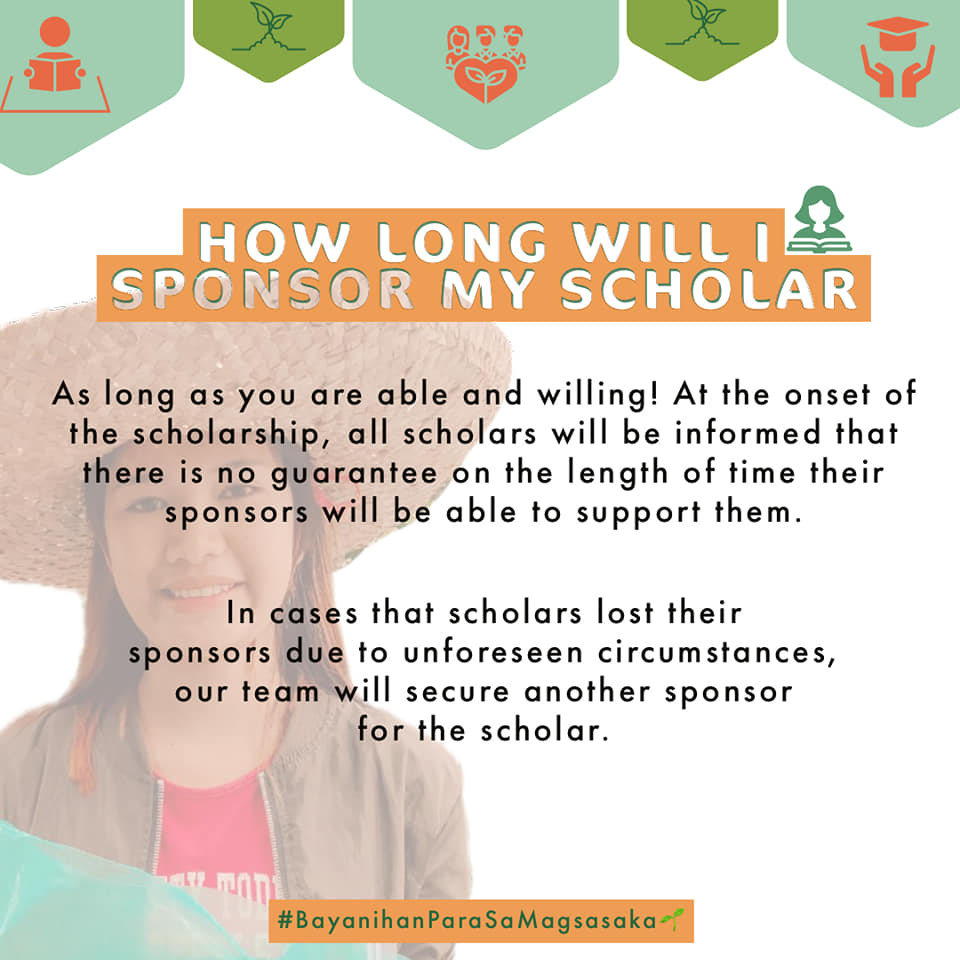 HOW LONG WILL I
SPONSOR MY SCHOLAR
As long as you are able and willing! At the onset of
the scholarship, all scholars will be informed that
there is no guarantee on the length of time their
sponsors will be able to support them.
In cases that scholars lost their
sponsors due to unforeseen circumstances,
our team will secure another sponsor
for the scholar.
#BayanihanParaSaMagsasaka🌱